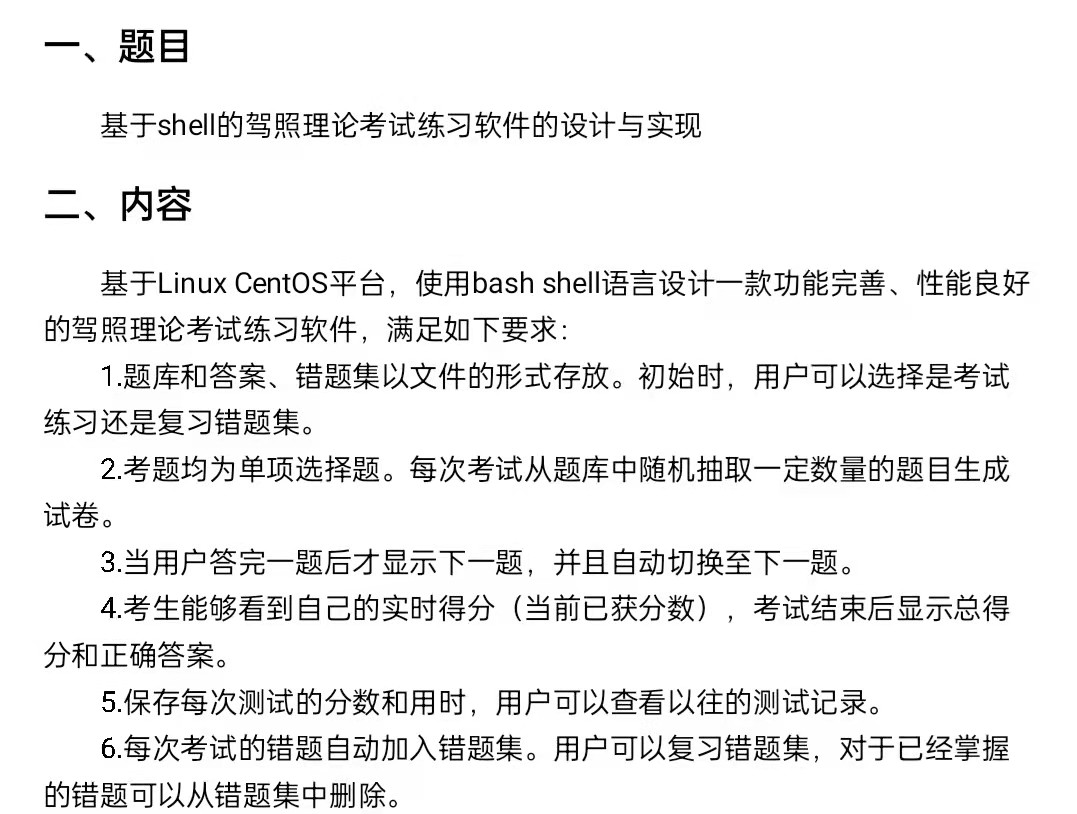 一、题目
基于shell的驾照理论考试练习软件的设计与实现
二、内容
基于Linux CentOS平台，使用bash shell语言设计一款功能完善、性能良好
的驾照理论考试练习软件，满足如下要求：
1.题库和答案、错题集以文件的形式存放。初始时，用户可以选择是考试
练习还是复习错题集。
2.考题均为单项选择题。每次考试从题库中随机抽取一定数量的题目生成
试卷。
3.当用户答完一题后才显示下一题，并且自动切换至下一题。
4.考生能够看到自己的实时得分（当前已获分数），考试结束后显示总得
分和正确答案。
5.保存每次测试的分数和用时，用户可以查看以往的测试记录。
6.每次考试的错题自动加入错题集。用户可以复习错题集，对于已经掌握
的错题可以从错题集中删除。